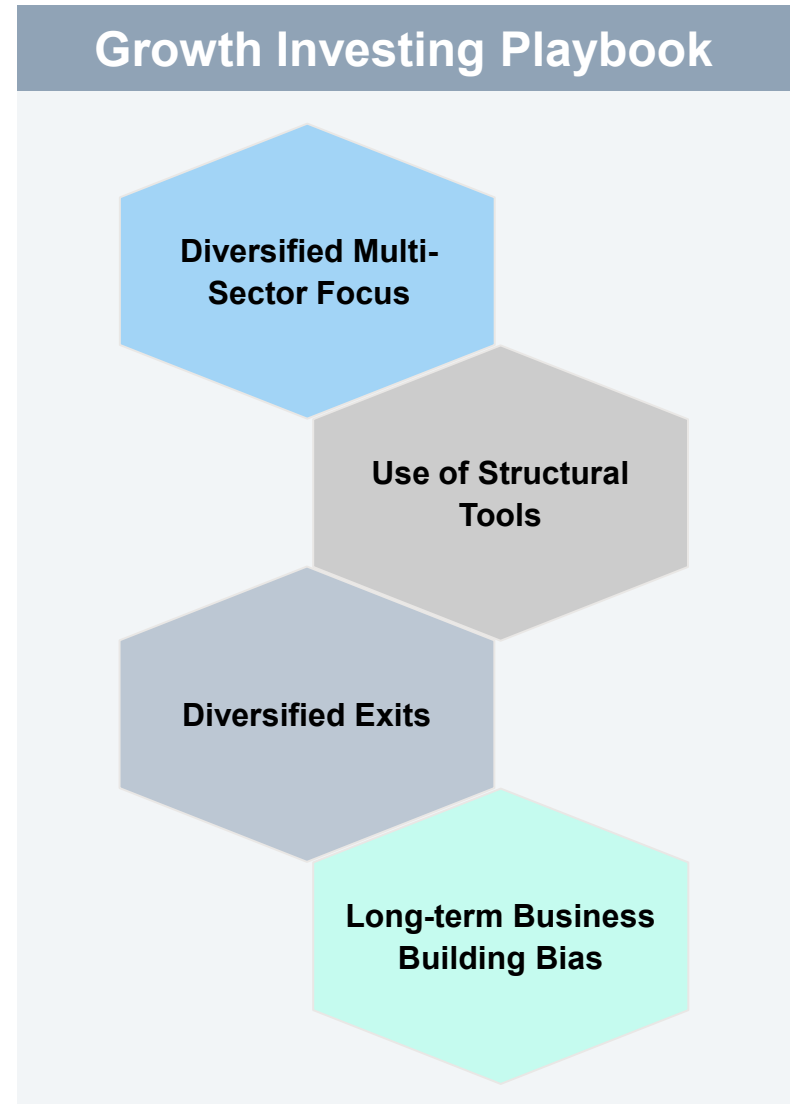 Growth Investing Playbook
Diversified Multi-
Sector Focus
Use of Structural
Tools
Diversified Exits
Long-term Business
Building Bias